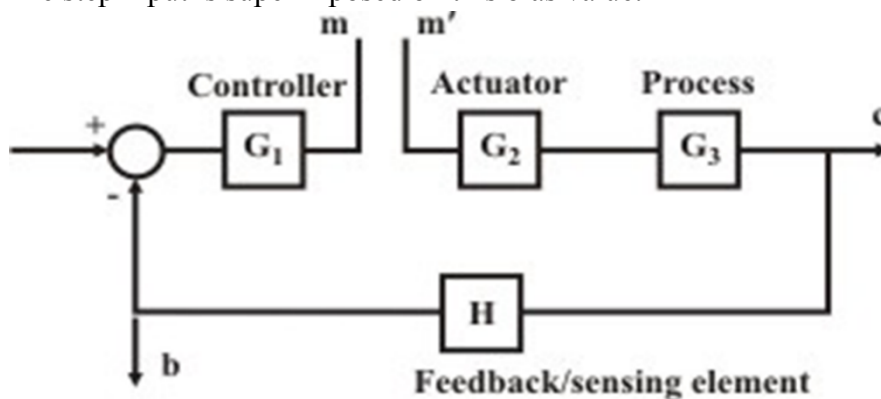 m m′
Controller Actuator Process
+ G₁ G₂ G₃ c
-
H
b
Feedback/sensing element